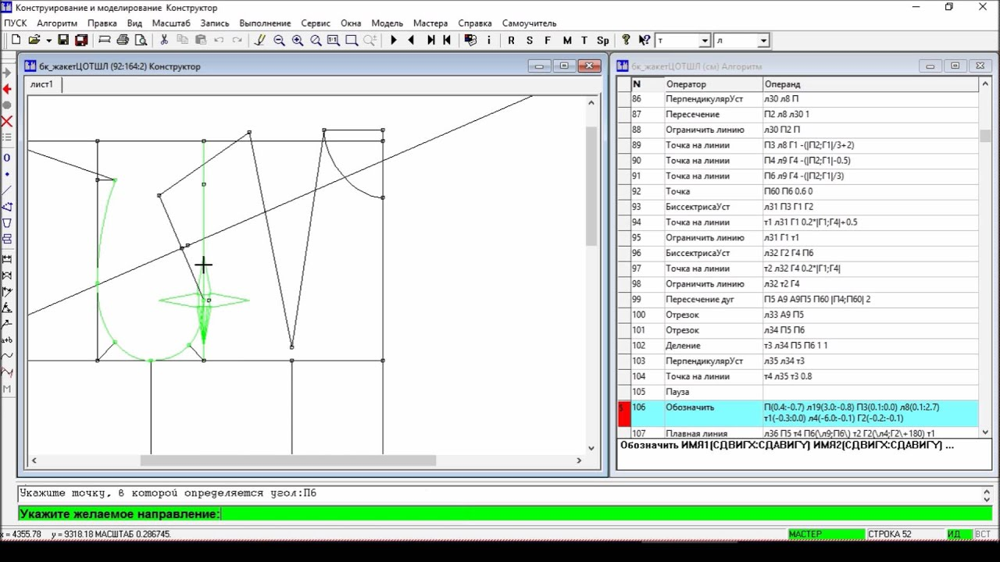 Конструирование и моделирование Конструктор
ПУСК Алгоритм Правка Вид Масштаб Запись Выполнение Сервис Окна Модель Мастера Справка Самоучитель
1:1 i R S F M T Sp ? ? т л
бк_жакетЦОТШЛ (92:164:2) Конструктор
лист1
бк_жакетЦОТШЛ (см) Алгоритм
N Оператор Операнд
86 ПерпендикулярУст л30 л8 П
87 Пересечение П2 л8 л30 1
88 Ограничить линию л30 П2 П
89 Точка на линии П3 л8 Г1 -(|П2;Г1|/3+2)
90 Точка на линии П4 л9 Г4 -(|П2;Г1|-0.5)
91 Точка на линии П6 л9 Г4 -(|П2;Г1|/3)
92 Точка П60 П6 0.6 0
93 БиссектрисаУст л31 П3 Г1 Г2
94 Точка на линии т1 л31 Г1 0.2*|Г1;Г4|+0.5
95 Ограничить линию л31 Г1 т1
96 БиссектрисаУст л32 Г2 Г4 П6
97 Точка на линии т2 л32 Г4 0.2*|Г1;Г4|
98 Ограничить линию л32 т2 Г4
99 Пересечение дуг П5 А9 А9П5 П60 |П4;П60| 2
100 Отрезок л33 А9 П5
101 Отрезок л34 П5 П6
102 Деление т3 л34 П5 П6 1 1
103 ПерпендикулярУст л35 л34 т3
104 Точка на линии т4 л35 т3 0.8
105 Пауза
106 Обозначить П(0.4:-0.7) л19(3.0:-0.8) П3(0.1:0.0) л8(0.1:2.7)
т1(-0.3:0.0) л4(-6.0:-0.1) Г2(-0.2:-0.1)
107 Плавная линия л36 П5 т4 П6(\л9;П6\) т2 Г2(\л4;Г2\+180) т1
Обозначить ИМЯ1(СДВИГХ:СДАВИГY) ИМЯ2(СДВИГХ:СДАВИГY) ...
a+b
M
Укажите точку, в которой определяется угол:П6
Укажите желаемое направление:
x = 4355.78 y = 9318.18 МАСШТАБ 0.286745. МАСТЕР СТРОКА 52 ИД ВСТ